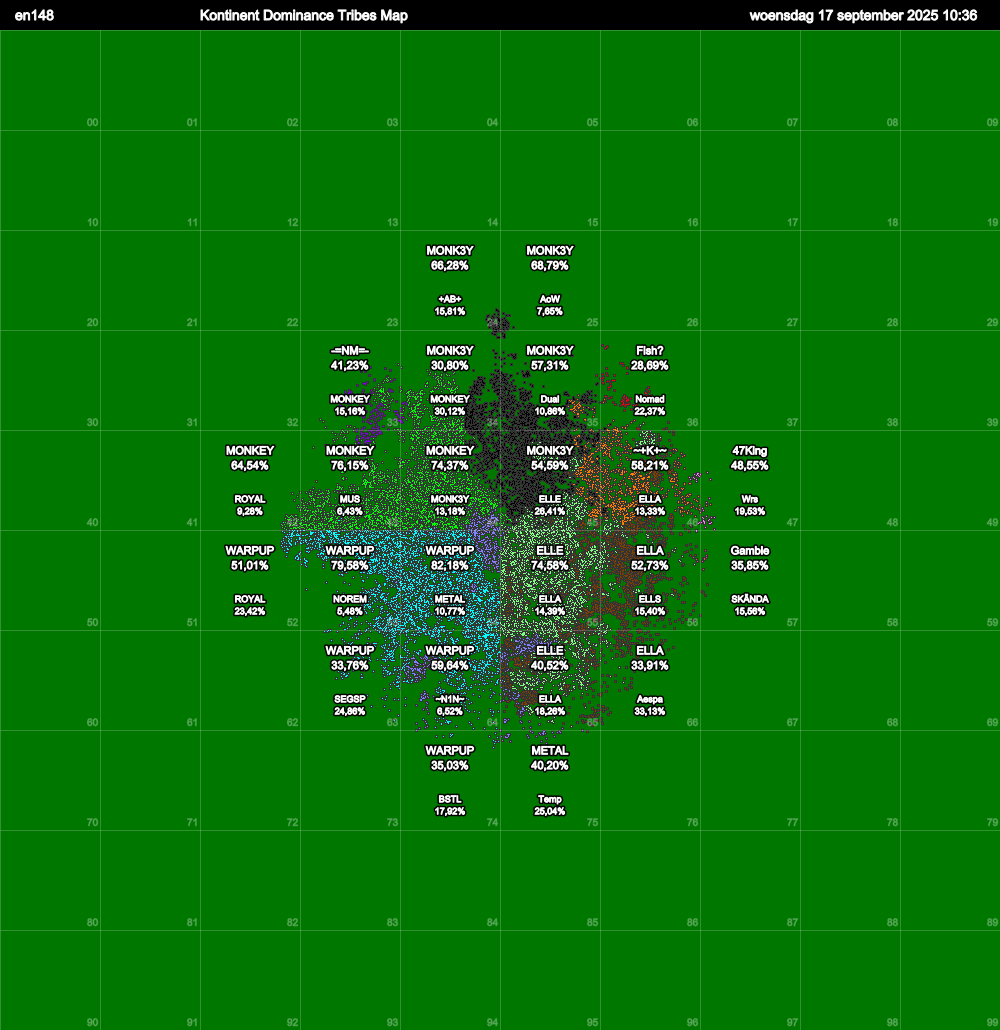 en148 Kontinent Dominance Tribes Map woensdag 17 september 2025 10:36
00 01 02 03 04 05 06 07 08 09
10 11 12 13 14 15 16 17 18 19
MONK3Y MONK3Y
66,28% 68,79%
+AB+ AoW
15,81% 7,65%
20 21 22 23 24 25 26 27 28 29
-=NM=- MONK3Y MONK3Y Fish?
41,23% 30,80% 57,31% 28,69%
MONKEY MONKEY Dual Nomad
15,16% 30,12% 10,86% 22,37%
30 31 32 33 34 35 36 37 38 39
MONKEY MONKEY MONKEY MONK3Y ~+K+~ 47King
64,54% 76,15% 74,37% 54,59% 58,21% 48,55%
ROYAL MUS MONK3Y ELLE ELLA Wrs
9,28% 6,43% 13,18% 26,41% 13,33% 19,53%
40 41 42 43 45 46 47 48 49
WARPUP WARPUP WARPUP ELLE ELLA Gamble
51,01% 79,58% 82,18% 74,58% 52,73% 35,85%
ROYAL NOREM METAL ELLA ELLS SKÅNDA
23,42% 5,48% 10,77% 14,39% 15,40% 15,56%
50 51 52 53 54 55 56 57 58 59
WARPUP WARPUP ELLE ELLA
33,76% 59,64% 40,52% 33,91%
SEGSP ~N1N~ ELLA Aespa
24,86% 6,52% 18,26% 33,13%
60 61 62 63 64 65 66 67 68 69
WARPUP METAL
35,03% 40,20%
BSTL Temp
17,92% 25,04%
70 71 72 73 74 75 76 77 78 79
80 81 82 83 84 85 86 87 88 89
90 91 92 93 94 95 96 97 98 99